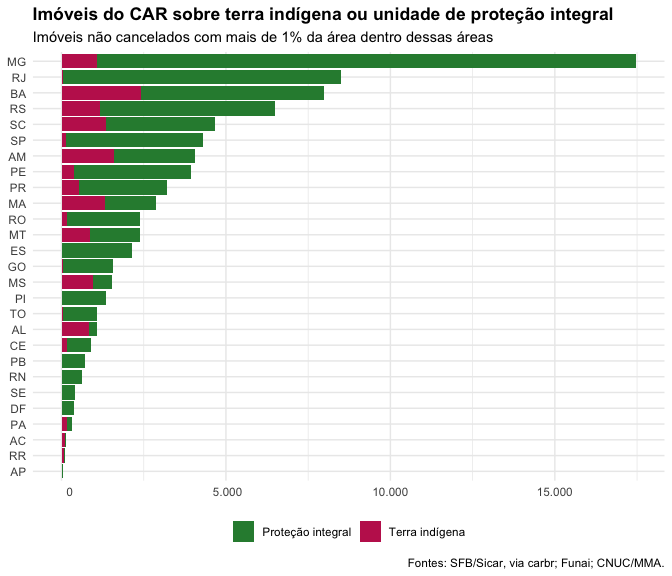 Imóveis do CAR sobre terra indígena ou unidade de proteção integral
Imóveis não cancelados com mais de 1% da área dentro dessas áreas
MG
RJ
BA
RS
SC
SP
AM
PE
PR
MA
RO
MT
ES
GO
MS
PI
TO
AL
CE
PB
RN
SE
DF
PA
AC
RR
AP
0 5.000 10.000 15.000
Proteção integral Terra indígena
Fontes: SFB/Sicar, via carbr; Funai; CNUC/MMA.